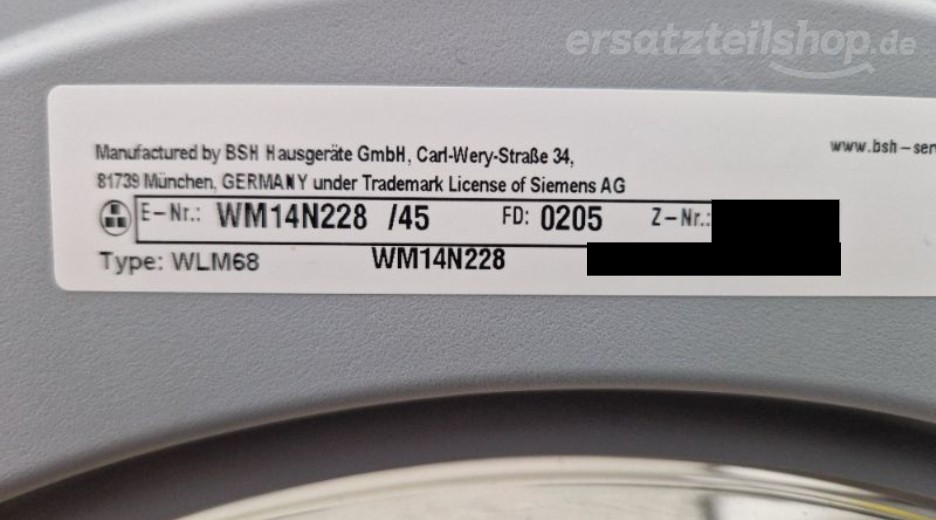 ersatzteilshop.de
Manufactured by BSH Hausgeräte GmbH, Carl-Wery-Straße 34,
www.bsh-ser
81739 München, GERMANY under Trademark License of Siemens AG
E-Nr.: WM14N228 /45 FD: 0205 Z-Nr.:
Type: WLM68 WM14N228